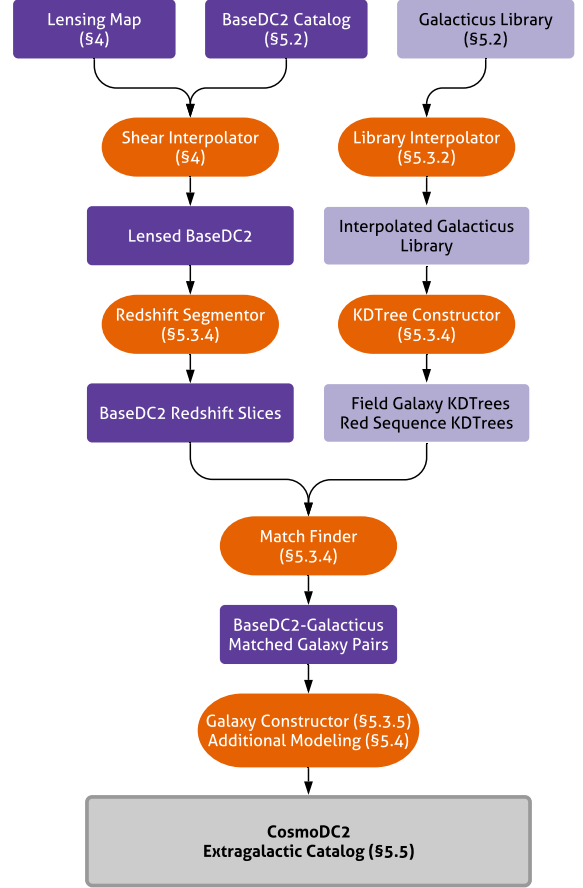 Lensing Map
(§4)
BaseDC2 Catalog
(§5.2)
Galacticus Library
(§5.2)
Shear Interpolator
(§4)
Library Interpolator
(§5.3.2)
Lensed BaseDC2
Interpolated Galacticus
Library
Redshift Segmentor
(§5.3.4)
KDTree Constructor
(§5.3.4)
BaseDC2 Redshift Slices
Field Galaxy KDTrees
Red Sequence KDTrees
Match Finder
(§5.3.4)
BaseDC2-Galacticus
Matched Galaxy Pairs
Galaxy Constructor (§5.3.5)
Additional Modeling (§5.4)
CosmoDC2
Extragalactic Catalog (§5.5)